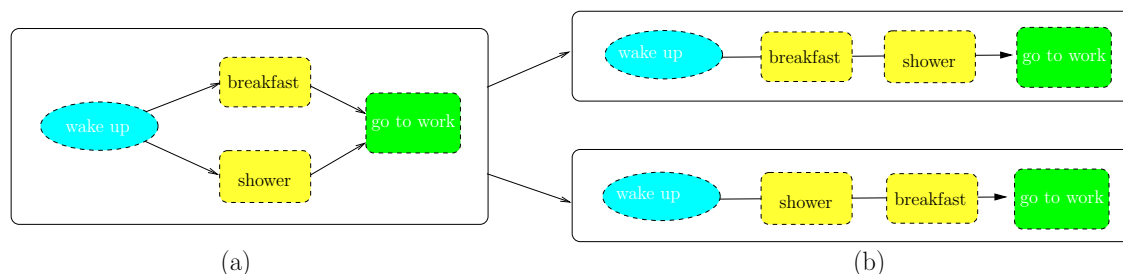 breakfast
wake up
go to work
shower
(a)
wake up
breakfast
shower
go to work
wake up
shower
breakfast
go to work
(b)